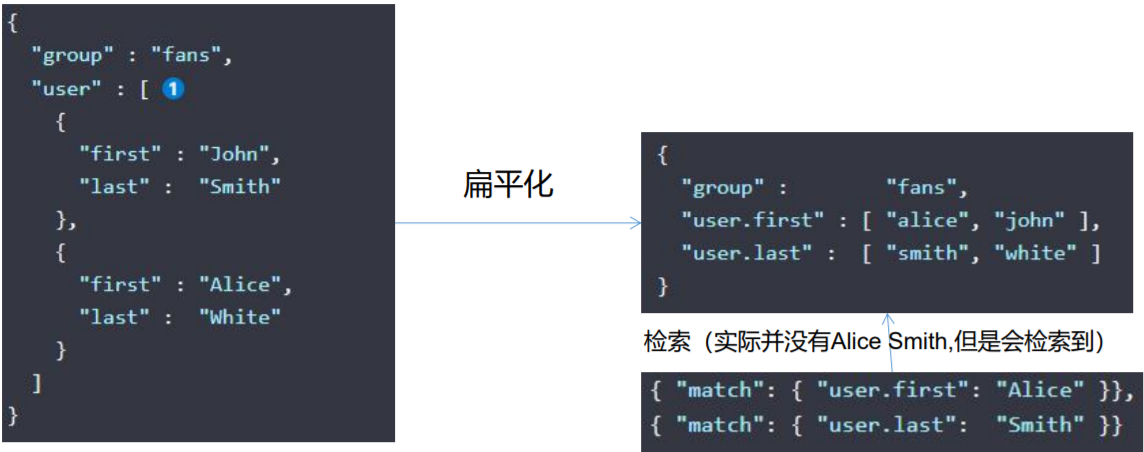 {
"group" : "fans",
"user" : [ 1
{
"first" : "John",
"last" :  "Smith"
},
{
"first" : "Alice",
"last" :  "White"
}
]
}
扁平化
{
"group" :        "fans",
"user.first" : [ "alice", "john" ],
"user.last" :  [ "smith", "white" ]
}
检索（实际并没有Alice Smith,但是会检索到）
{ "match": { "user.first": "Alice" }},
{ "match": { "user.last":  "Smith" }}